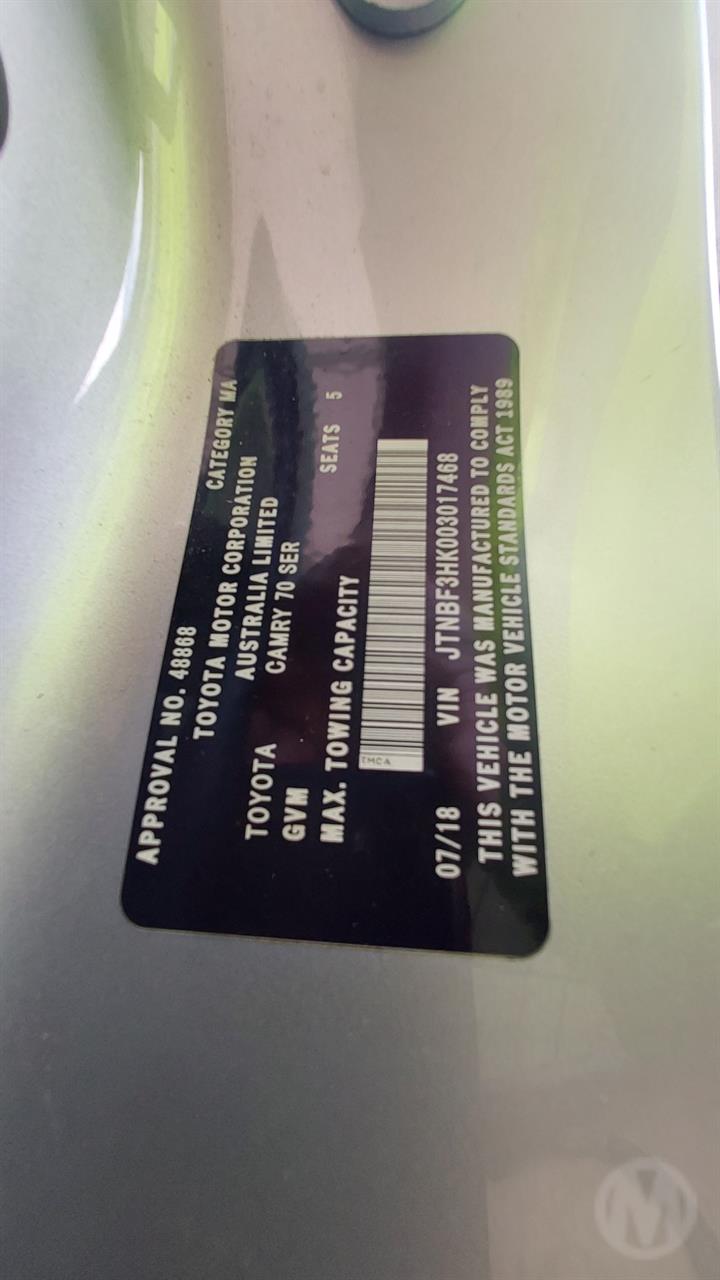 APPROVAL NO. 48868 CATEGORY MA
TOYOTA MOTOR CORPORATION
AUSTRALIA LIMITED
TOYOTA CAMRY 70 SER
GVM SEATS 5
MAX. TOWING CAPACITY
TMCA
07/18 VIN JTNBF3HK003017468
THIS VEHICLE WAS MANUFACTURED TO COMPLY
WITH THE MOTOR VEHICLE STANDARDS ACT 1989
M